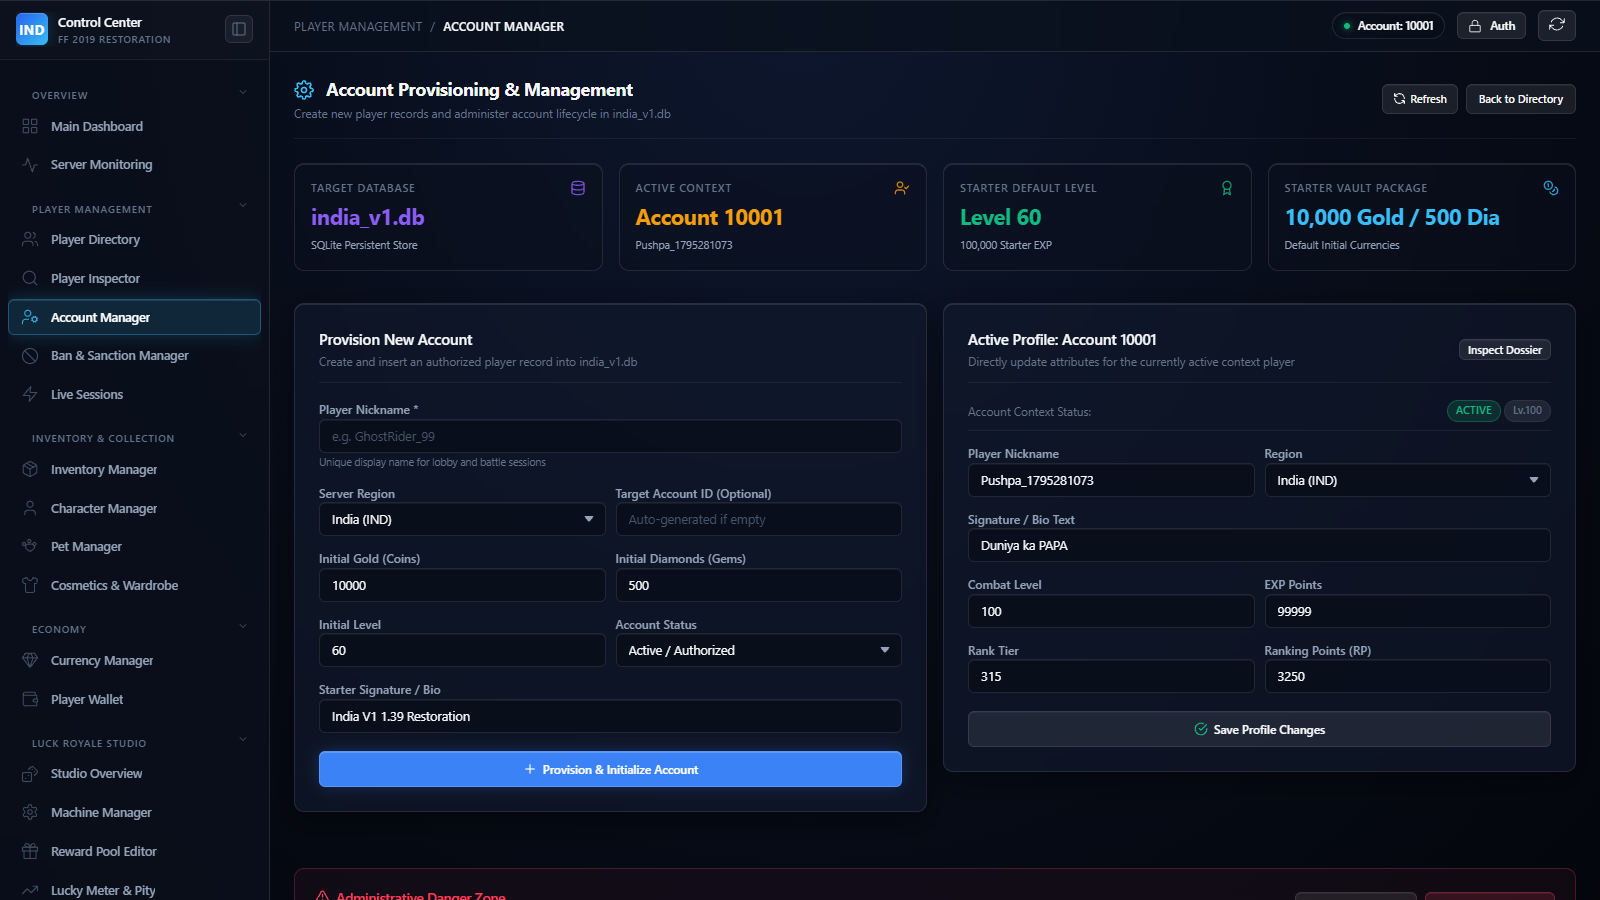 IND
Control Center
FF 2019 RESTORATION
PLAYER MANAGEMENT / ACCOUNT MANAGER
Account: 10001
Auth
OVERVIEW
Main Dashboard
Server Monitoring
PLAYER MANAGEMENT
Player Directory
Player Inspector
Account Manager
Ban & Sanction Manager
Live Sessions
INVENTORY & COLLECTION
Inventory Manager
Character Manager
Pet Manager
Cosmetics & Wardrobe
ECONOMY
Currency Manager
Player Wallet
LUCK ROYALE STUDIO
Studio Overview
Machine Manager
Reward Pool Editor
Lucky Meter & Pity
Account Provisioning & Management
Create new player records and administer account lifecycle in india_v1.db
Refresh
Back to Directory
TARGET DATABASE
india_v1.db
SQLite Persistent Store
ACTIVE CONTEXT
Account 10001
Pushpa_1795281073
STARTER DEFAULT LEVEL
Level 60
100,000 Starter EXP
STARTER VAULT PACKAGE
10,000 Gold / 500 Dia
Default Initial Currencies
Provision New Account
Create and insert an authorized player record into india_v1.db
Player Nickname *
e.g. GhostRider_99
Unique display name for lobby and battle sessions
Server Region
Target Account ID (Optional)
India (IND)
Auto-generated if empty
Initial Gold (Coins)
Initial Diamonds (Gems)
10000
500
Initial Level
Account Status
60
Active / Authorized
Starter Signature / Bio
India V1 1.39 Restoration
Provision & Initialize Account
Active Profile: Account 10001
Directly update attributes for the currently active context player
Inspect Dossier
Account Context Status:
ACTIVE
Lv.100
Player Nickname
Region
Pushpa_1795281073
India (IND)
Signature / Bio Text
Duniya ka PAPA
Combat Level
EXP Points
100
99999
Rank Tier
Ranking Points (RP)
315
3250
Save Profile Changes
Administrative Danger Zone